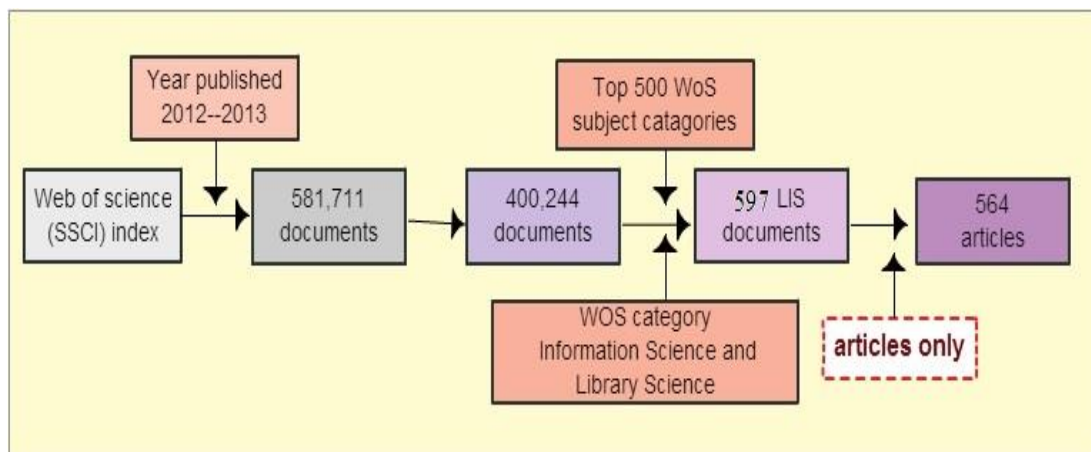 Year published
2012--2013
Top 500 WoS
subject catagories
Web of science
(SSCI) index
581,711
documents
400,244
documents
597 LIS
documents
564
articles
WOS category
Information Science and
Library Science
articles only